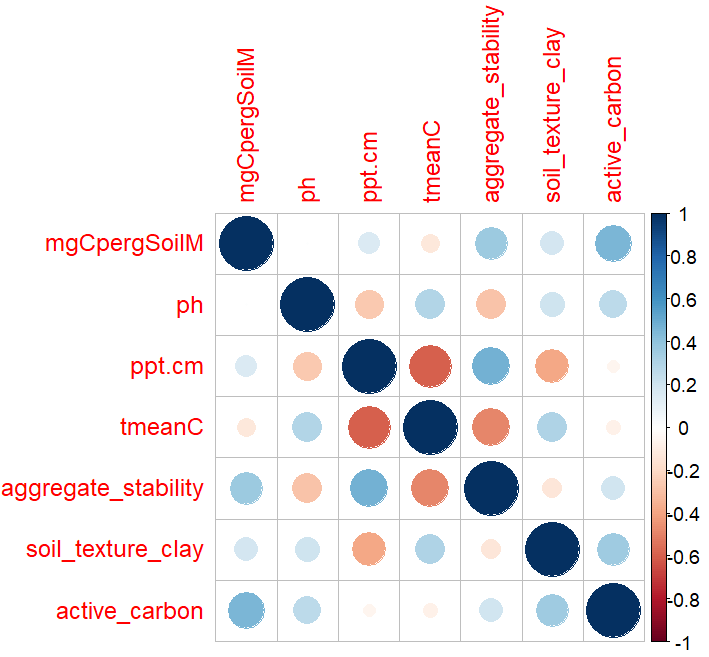 mgCpergSoilM
ph
ppt.cm
tmeanC
aggregate_stability
soil_texture_clay
active_carbon
mgCpergSoilM
ph
ppt.cm
tmeanC
aggregate_stability
soil_texture_clay
active_carbon
1
0.8
0.6
0.4
0.2
0
-0.2
-0.4
-0.6
-0.8
-1